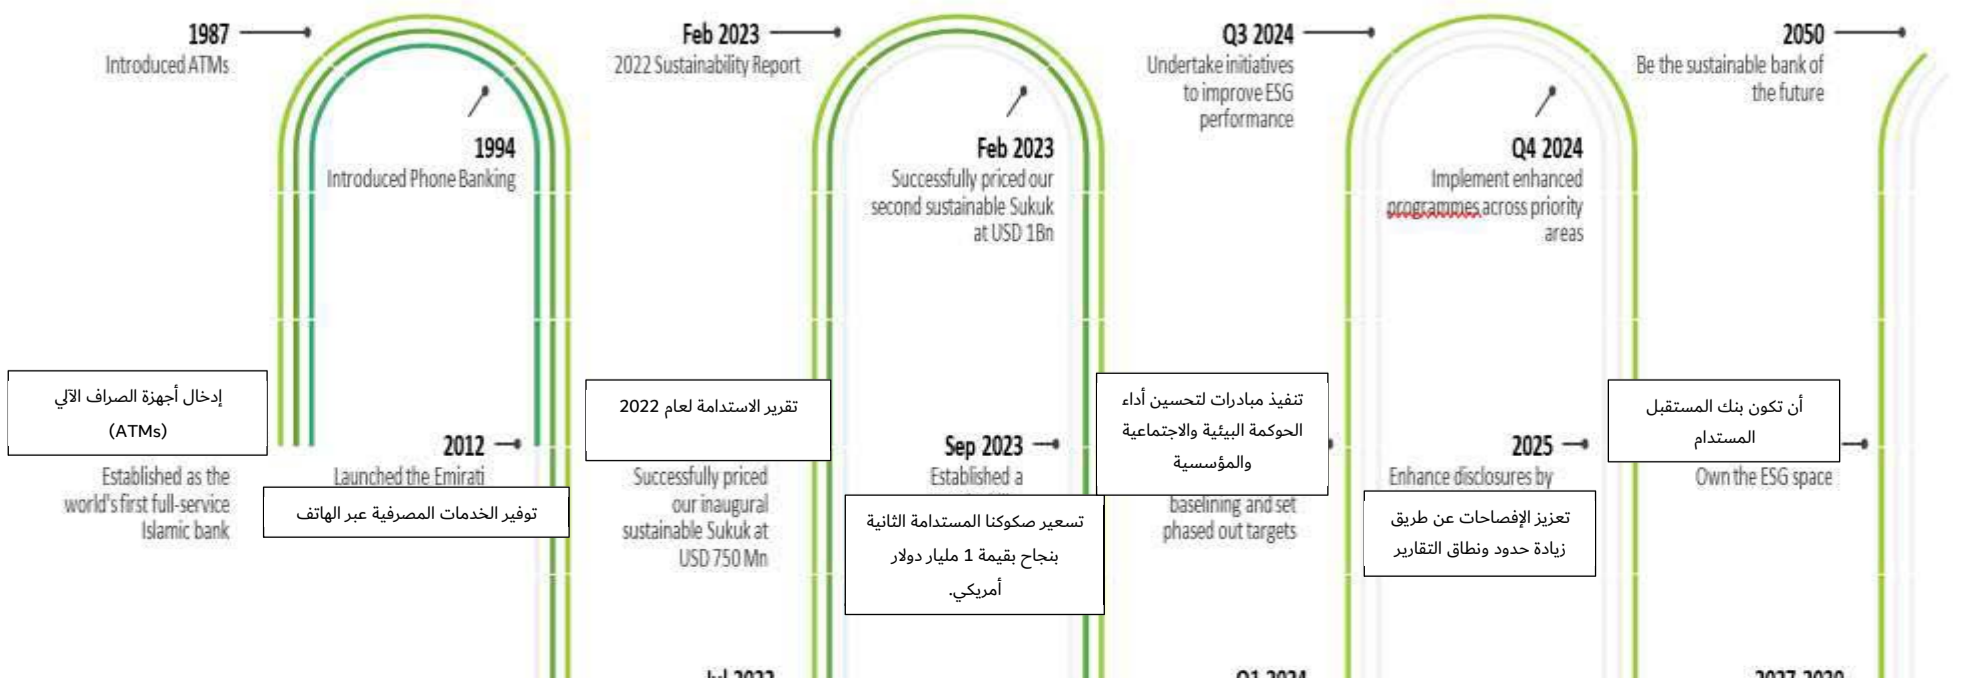 1987
Introduced ATMs
1994
Introduced Phone Banking
Feb 2023
2022 Sustainability Report
Feb 2023
Successfully priced our
second sustainable Sukuk
at USD 1Bn
Q3 2024
Undertake initiatives
to improve ESG
performance
Q4 2024
Implement enhanced
programmes across priority
areas
2050
Be the sustainable bank of
the future
إدخال أجهزة الصراف الآلي
(ATMs)
Established as the
world's first full-service
Islamic bank
2012
Launched the Emirati
توفير الخدمات المصرفية عبر الهاتف
تقرير الاستدامة لعام 2022
Successfully priced
our inaugural
sustainable Sukuk at
USD 750 Mn
Sep 2023
Established a
تسعير صكوكنا المستدامة الثانية
بنجاح بقيمة 1 مليار دولار
أمريكي.
تنفيذ مبادرات لتحسين أداء
الحوكمة البيئية والاجتماعية
والمؤسسية
baselining and set
phased out targets
2025
Enhance disclosures by
تعزيز الإفصاحات عن طريق
زيادة حدود ونطاق التقارير
أن تكون بنك المستقبل
المستدام
Own the ESG space
Jul 2022
Q1 2024
2027-2030